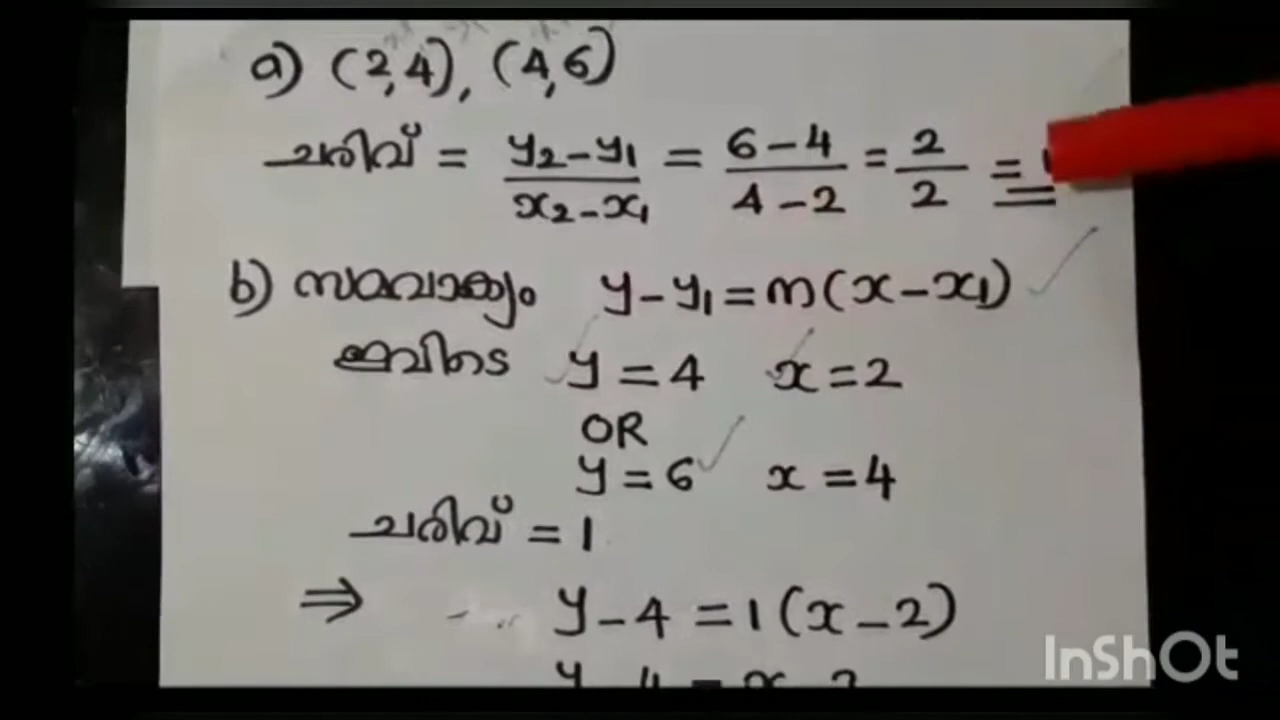 a) (2,4), (4,6)
ചരിവ് = y₂-y₁/x₂-x₁ = 6-4/4-2 = 2/2 =
b) സമവാക്യം y-y₁=m(x-x₁)
ഇവിടെ y=4 x=2
OR
y=6 x=4
ചരിവ് = 1
⇒ y-4=1(x-2)
InShOt